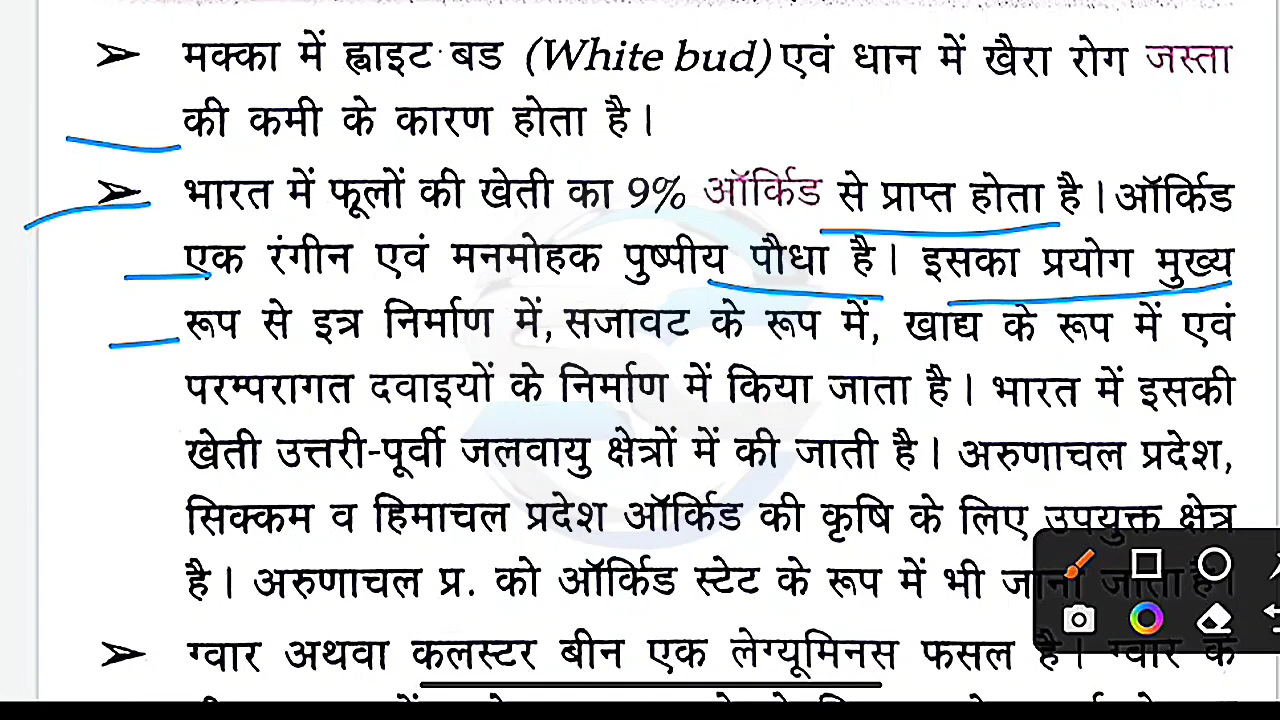 ➢ मक्का में ह्वाइट बड (White bud) एवं धान में खैरा रोग जस्ता
की कमी के कारण होता है।
➢ भारत में फूलों की खेती का 9% ऑर्किड से प्राप्त होता है। ऑर्किड
एक रंगीन एवं मनमोहक पुष्पीय पौधा है। इसका प्रयोग मुख्य
रूप से इत्र निर्माण में, सजावट के रूप में, खाद्य के रूप में एवं
परम्परागत दवाइयों के निर्माण में किया जाता है। भारत में इसकी
खेती उत्तरी-पूर्वी जलवायु क्षेत्रों में की जाती है। अरुणाचल प्रदेश,
सिक्कम व हिमाचल प्रदेश ऑर्किड की कृषि के लिए उपयुक्त क्षेत्र
है। अरुणाचल प्र. को ऑर्किड स्टेट के रूप में भी जाना जाता है।
➢ ग्वार अथवा कलस्टर बीन एक लेग्यूमिनस फसल है। ग्वार के